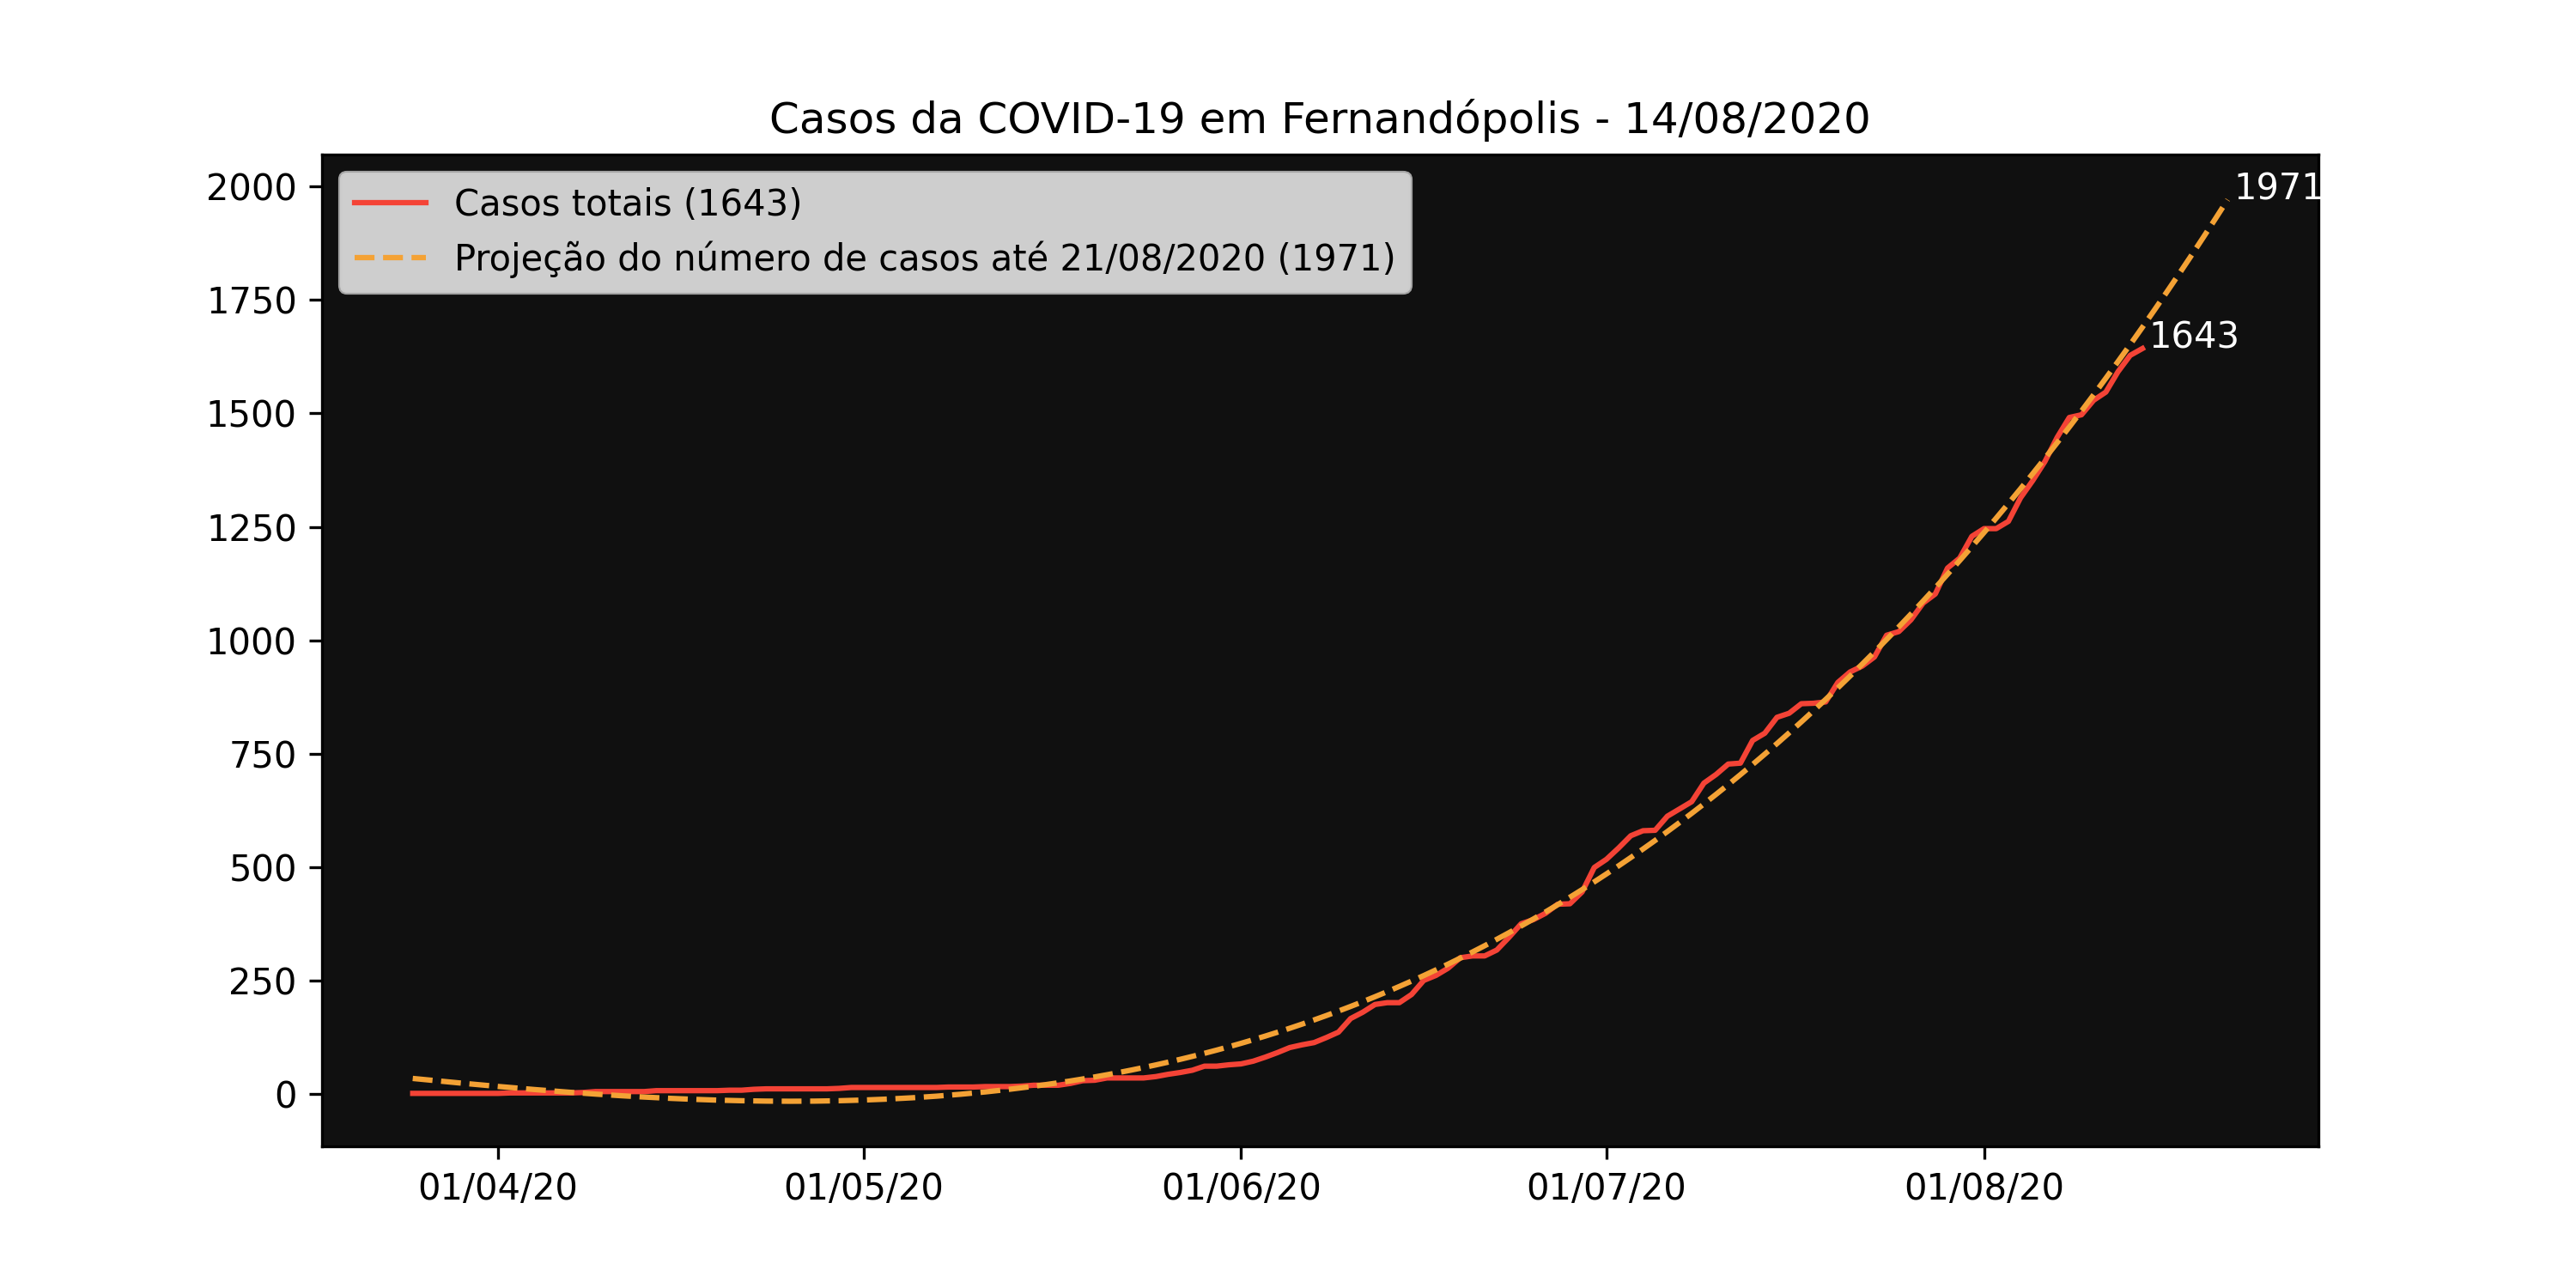 Casos da COVID-19 em Fernandópolis - 14/08/2020
Casos totais (1643)
Projeção do número de casos até 21/08/2020 (1971)
1971
1643
2000
1750
1500
1250
1000
750
500
250
0
01/04/20 01/05/20 01/06/20 01/07/20 01/08/20